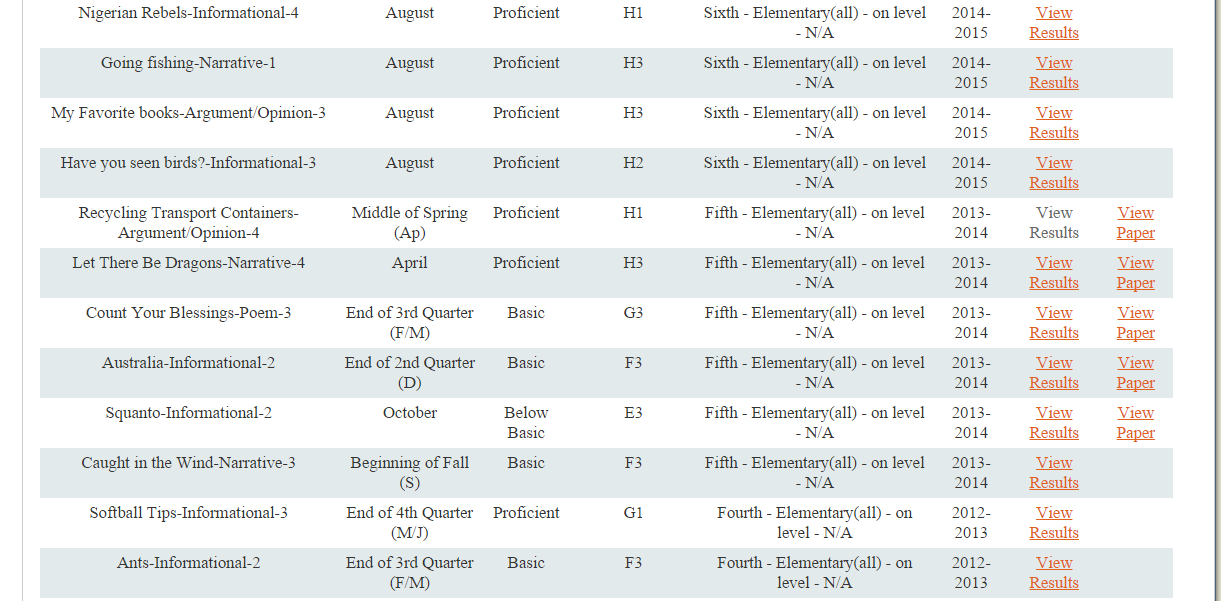 Nigerian Rebels-Informational-4 August Proficient H1 Sixth - Elementary(all) - on level 2014- View
- N/A 2015 Results
Going fishing-Narrative-1 August Proficient H3 Sixth - Elementary(all) - on level 2014- View
- N/A 2015 Results
My Favorite books-Argument/Opinion-3 August Proficient H3 Sixth - Elementary(all) - on level 2014- View
- N/A 2015 Results
Have you seen birds?-Informational-3 August Proficient H2 Sixth - Elementary(all) - on level 2014- View
- N/A 2015 Results
Recycling Transport Containers- Middle of Spring Proficient H1 Fifth - Elementary(all) - on level 2013- View View
Argument/Opinion-4 (Ap) - N/A 2014 Results Paper
Let There Be Dragons-Narrative-4 April Proficient H3 Fifth - Elementary(all) - on level 2013- View View
- N/A 2014 Results Paper
Count Your Blessings-Poem-3 End of 3rd Quarter Basic G3 Fifth - Elementary(all) - on level 2013- View View
(F/M) - N/A 2014 Results Paper
Australia-Informational-2 End of 2nd Quarter Basic F3 Fifth - Elementary(all) - on level 2013- View View
(D) - N/A 2014 Results Paper
Squanto-Informational-2 October Below E3 Fifth - Elementary(all) - on level 2013- View View
Basic - N/A 2014 Results Paper
Caught in the Wind-Narrative-3 Beginning of Fall Basic F3 Fifth - Elementary(all) - on level 2013- View
(S) - N/A 2014 Results
Softball Tips-Informational-3 End of 4th Quarter Proficient G1 Fourth - Elementary(all) - on 2012- View
(M/J) level - N/A 2013 Results
Ants-Informational-2 End of 3rd Quarter Basic F3 Fourth - Elementary(all) - on 2012- View
(F/M) level - N/A 2013 Results